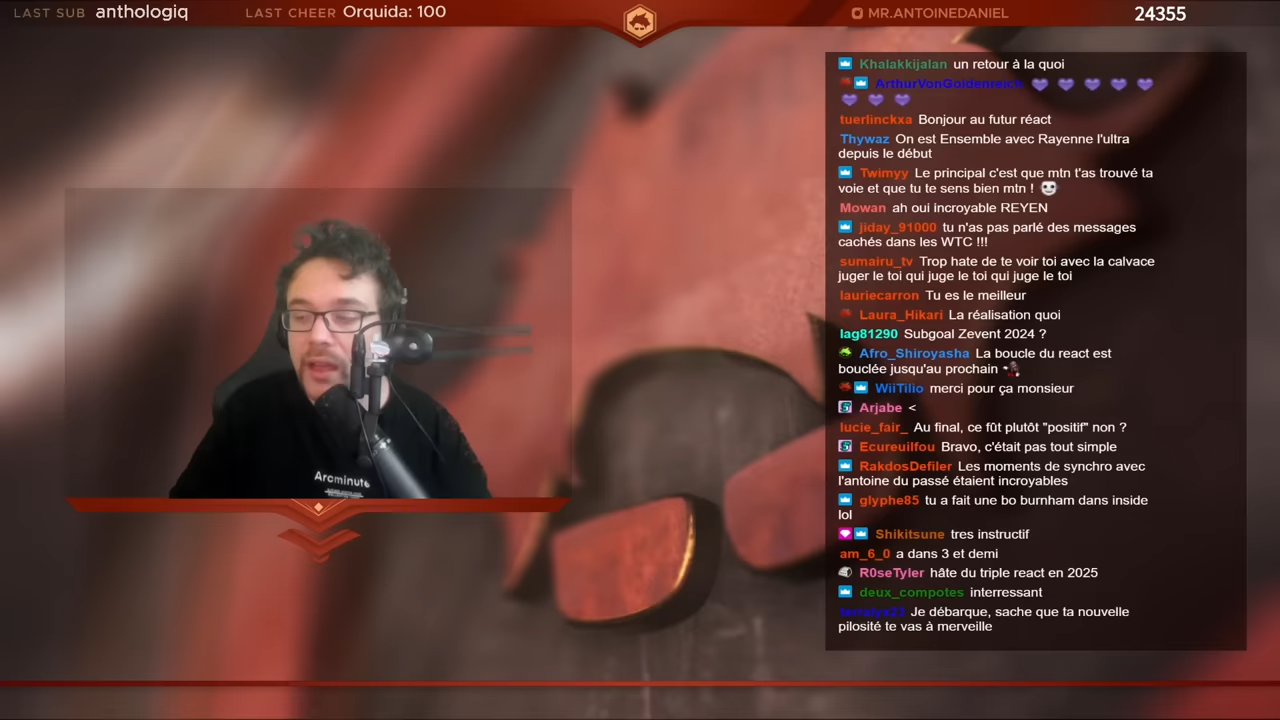 LAST SUB anthologiq LAST CHEER Orquida: 100 MR.ANTOINEDANIEL 24355
Khalakkijalan un retour à la quoi
ArthurVonGoldenreich
tuerlinckxa Bonjour au futur réact
Thywaz On est Ensemble avec Rayenne l'ultra
depuis le début
Twimyy Le principal c'est que mtn t'as trouvé ta
voie et que tu te sens bien mtn !
Mowan ah oui incroyable REYEN
jiday_91000 tu n'as pas parlé des messages
cachés dans les WTC !!!
sumairu_tv Trop hate de te voir toi avec la calvace
juger le toi qui juge le toi qui juge le toi
lauriecarron Tu es le meilleur
Laura_Hikari La réalisation quoi
lag81290 Subgoal Zevent 2024 ?
Afro_Shiroyasha La boucle du react est
bouclée jusqu'au prochain
WiiTilio merci pour ça monsieur
Arjabe <
lucie_fair_ Au final, ce fût plutôt "positif" non ?
Ecureuilfou Bravo, c'était pas tout simple
RakdosDefiler Les moments de synchro avec
l'antoine du passé étaient incroyables
glyphe85 tu a fait une bo burnham dans inside
lol
Shikitsune tres instructif
am_6_0 a dans 3 et demi
R0seTyler hâte du triple react en 2025
deux_compotes interressant
Je débarque, sache que ta nouvelle
pilosité te vas à merveille
Arcminute